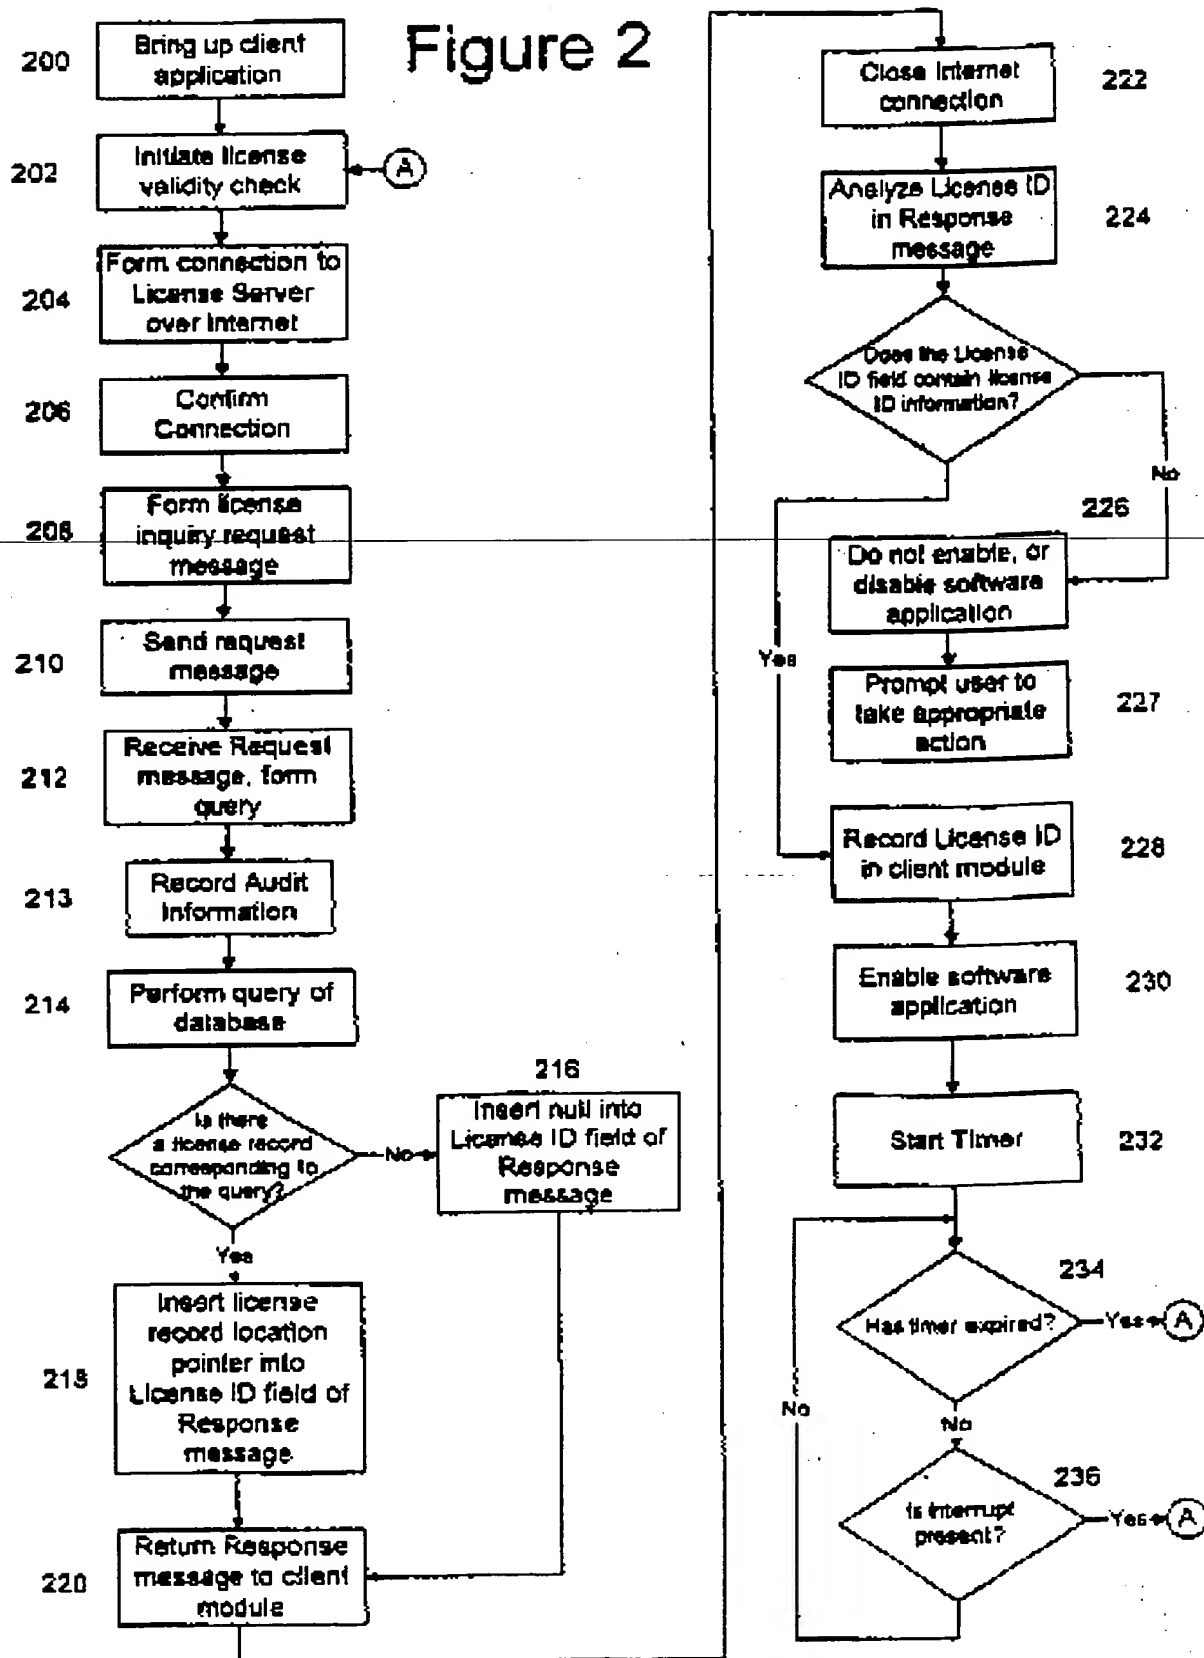 Figure 2
200
Bring up client
application
202
Initiate license
validity check
A
204
Form connection to
License Server
over Internet
206
Confirm
Connection
208
Form license
inquiry request
message
210
Send request
message
212
Receive Request
message, form
query
213
Record Audit
Information
214
Perform query of
database
Is there
a license record
corresponding to
the query?
No
216
Insert null into
License ID field of
Response
message
Yes
218
Insert license
record location
pointer into
License ID field of
Response
message
220
Return Response
message to client
module
Close Internet
connection
222
Analyze License ID
in Response
message
224
Does the License
ID field contain license
ID information?
No
Yes
226
Do not enable, or
disable software
application
Prompt user to
take appropriate
action
227
Record License ID
in client module
228
Enable software
application
230
Start Timer
232
234
Has timer expired?
Yes
A
No
No
236
Is interrupt
present?
Yes
A